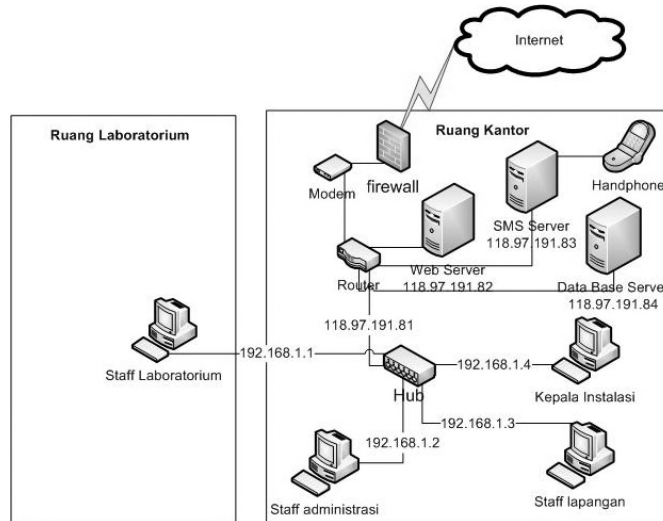 Internet
Ruang Laboratorium
Ruang Kantor
Modem
firewall
Handphone
SMS Server
118.97.191.83
Router
Web Server
118.97.191.82
Data Base Server
118.97.191.84
118.97.191.81
192.168.1.1
Staff Laboratorium
Hub
192.168.1.4
Kepala Instalasi
192.168.1.2
192.168.1.3
Staff administrasi
Staff lapangan